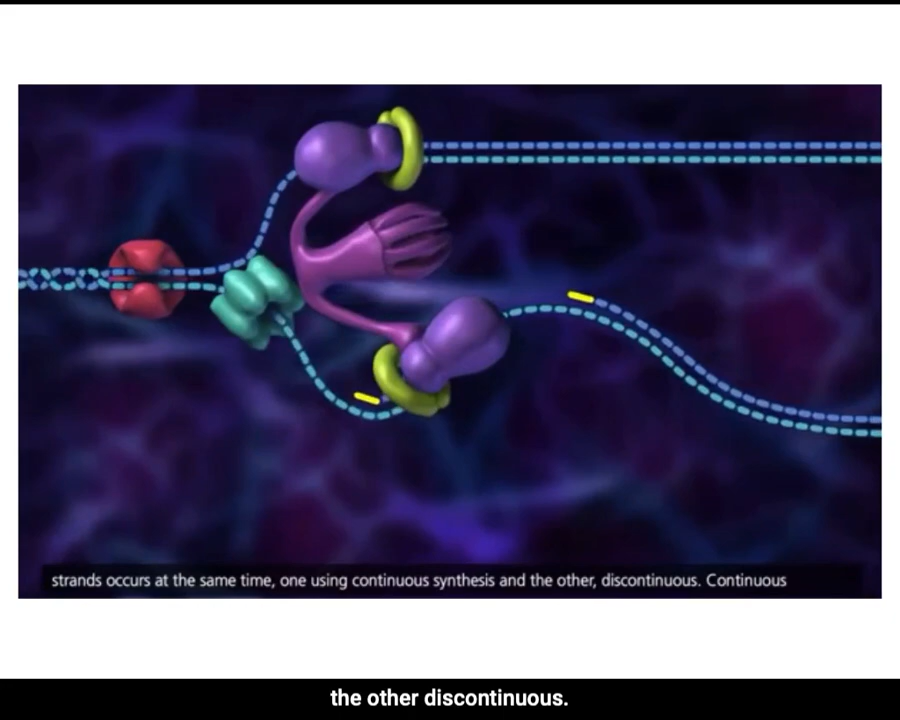 strands occurs at the same time, one using continuous synthesis and the other, discontinuous. Continuous
the other discontinuous.